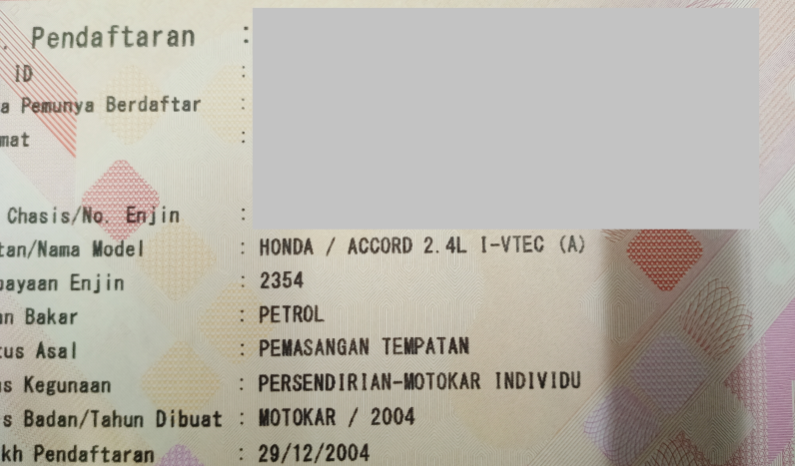 . Pendaftaran :
ID :
a Pemunya Berdaftar :
mat :
Chasis/No. Enjin :
tan/Nama Model : HONDA / ACCORD 2.4L I-VTEC (A)
payaan Enjin : 2354
an Bakar : PETROL
tus Asal : PEMASANGAN TEMPATAN
as Kegunaan : PERSENDIRIAN-MOTOKAR INDIVIDU
s Badan/Tahun Dibuat : MOTOKAR / 2004
kh Pendaftaran : 29/12/2004